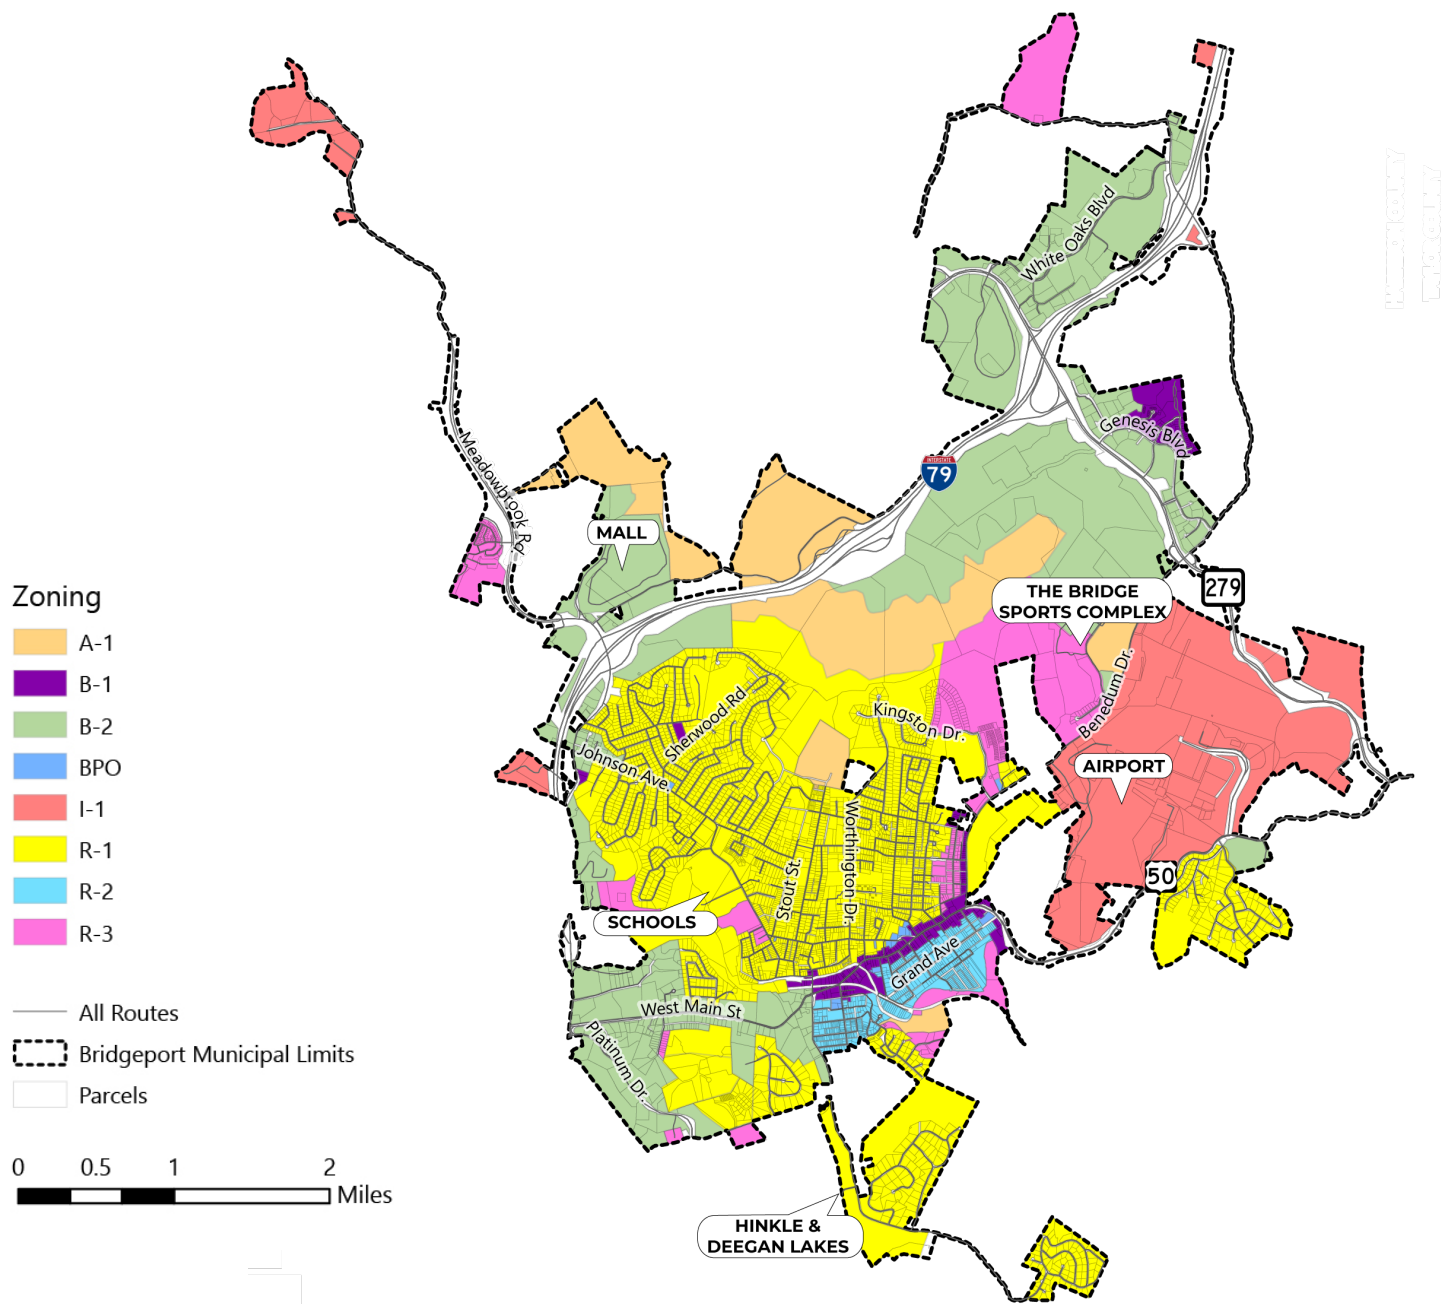 White Oaks Blvd
Genesis Blvd
INTERSTATE
79
Meadowbrook Rd.
MALL
279
THE BRIDGE
SPORTS COMPLEX
Benedum Dr.
Kingston Dr.
Sherwood Rd
Johnson Ave.
AIRPORT
Worthington Dr.
Stout St.
50
SCHOOLS
Grand Ave
West Main St
Platinum Dr.
HINKLE &
DEEGAN LAKES
Zoning
A-1
B-1
B-2
BPO
I-1
R-1
R-2
R-3
All Routes
Bridgeport Municipal Limits
Parcels
0 0.5 1 2
Miles